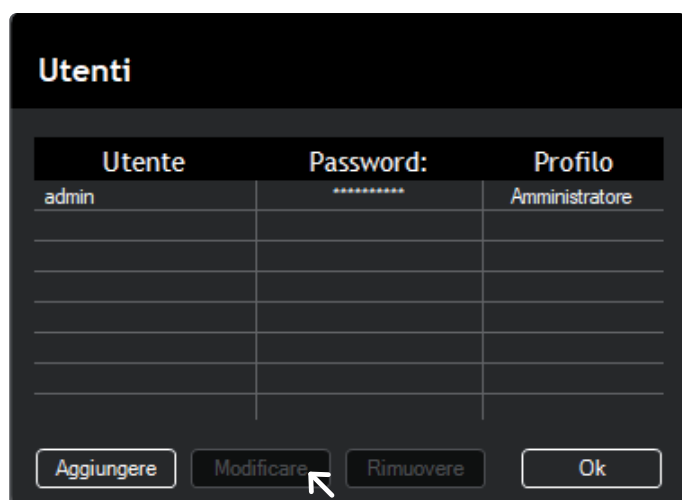 Utenti
Utente Password: Profilo
admin ********** Amministratore
Aggiungere Modificare Rimuovere Ok